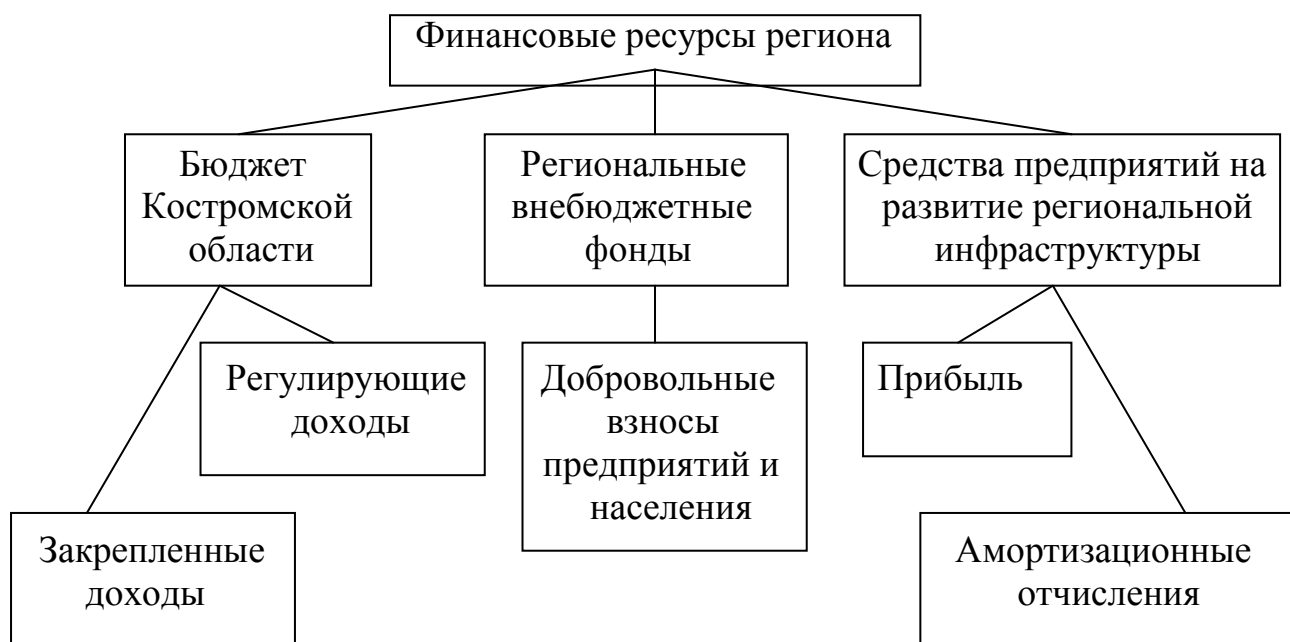 Финансовые ресурсы региона
Бюджет
Костромской
области
Региональные
внебюджетные
фонды
Средства предприятий на
развитие региональной
инфраструктуры
Регулирующие
доходы
Добровольные
взносы
предприятий и
населения
Прибыль
Закрепленные
доходы
Амортизационные
отчисления